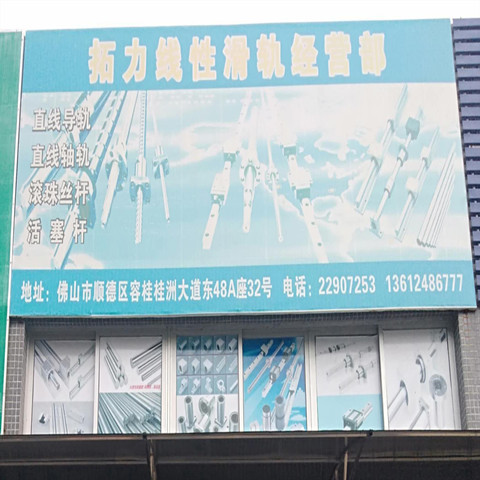 拓力线性滑轨经营部
直线导轨
直线轴轨
滚珠丝杆
活塞杆
地址：佛山市顺德区容桂桂洲大道东48A座32号 电话：22907253 13612486777